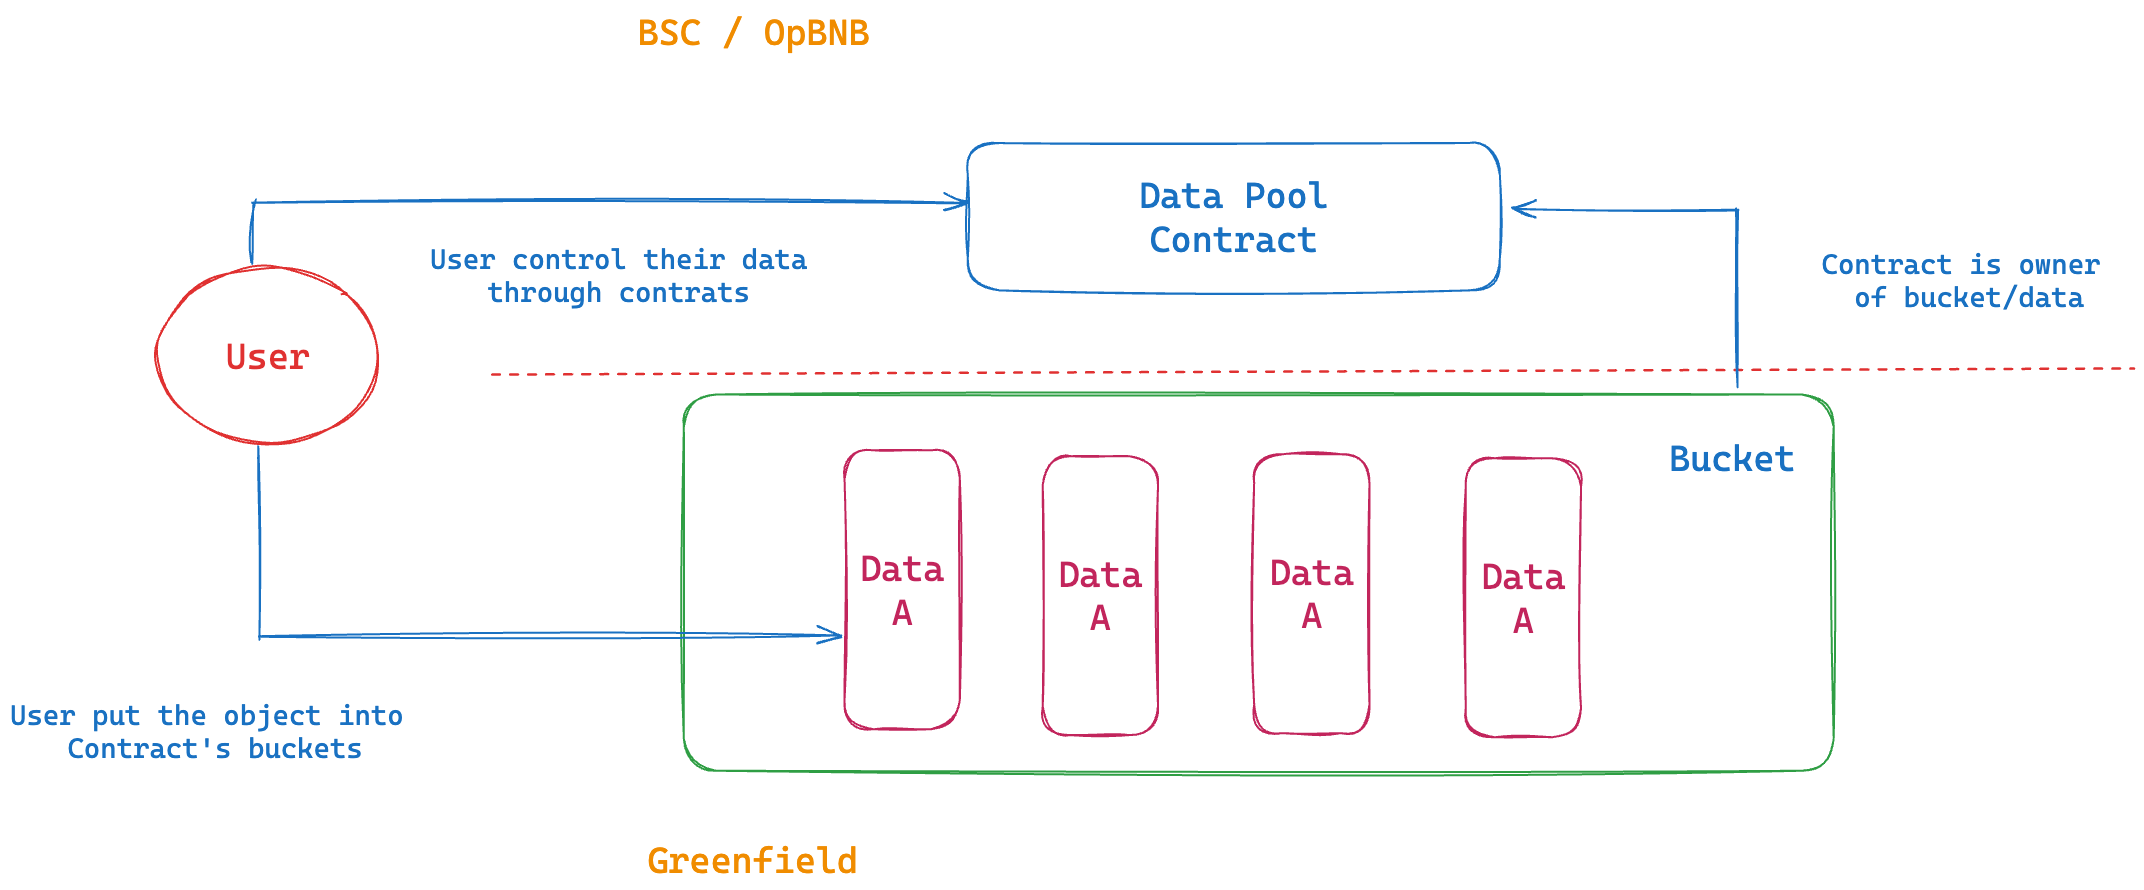 BSC / OpBNB
Data Pool
Contract
User control their data
through contrats
Contract is owner
of bucket/data
User
Bucket
Data
A
Data
A
Data
A
Data
A
User put the object into
Contract's buckets
Greenfield